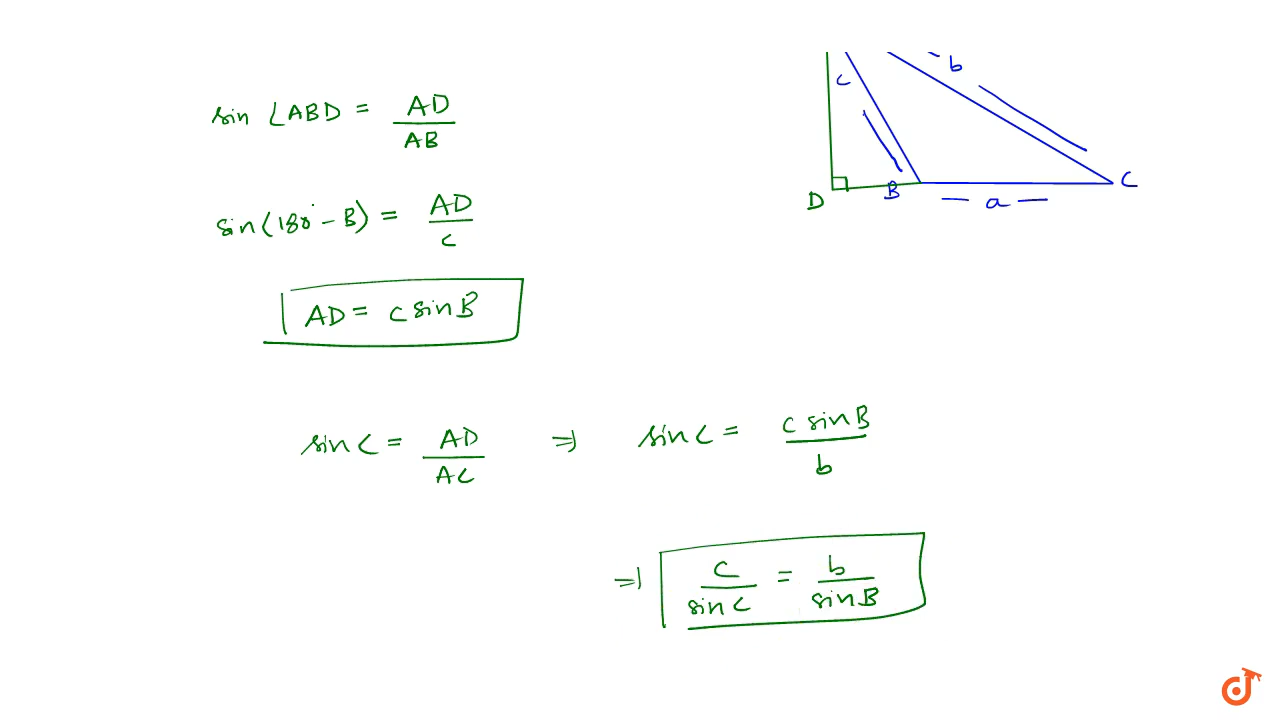 sin ∠ABD = AD/AB
sin(180° - B) = AD/c
AD = c sin B
sin C = AD/AC ⇒ sin C = c sin B/b
⇒ c/sin C = b/sin B
c
b
D
B
C
— a —